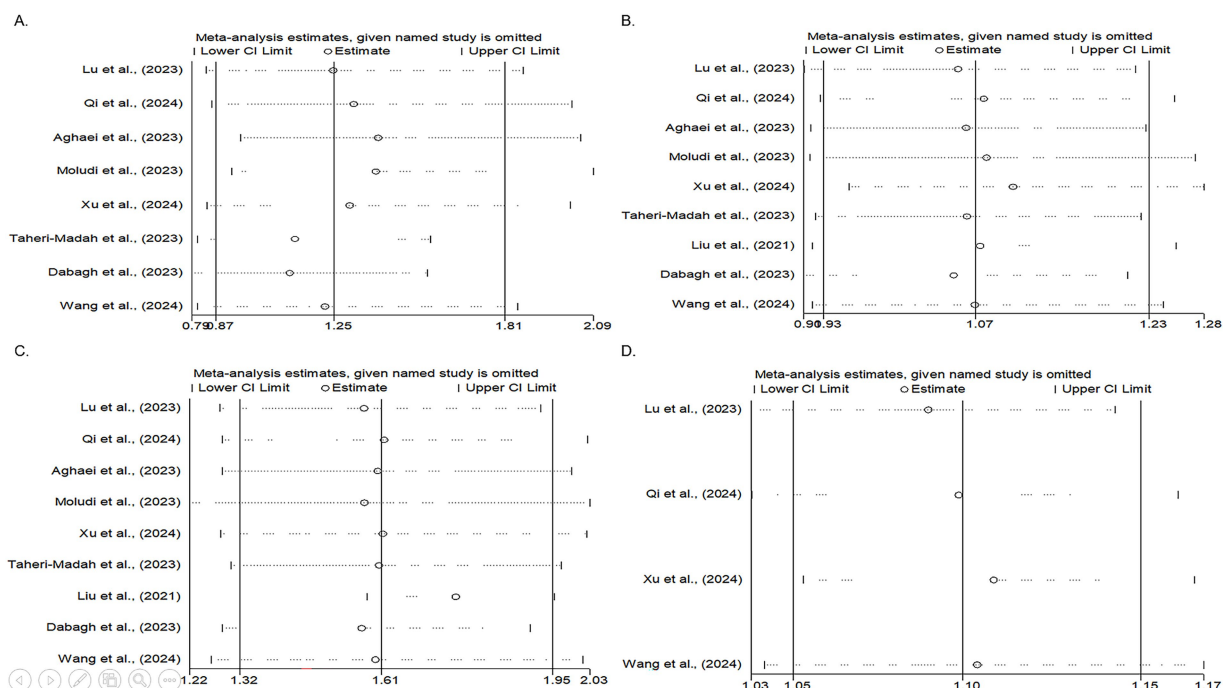 A.
Meta-analysis estimates, given named study is omitted
Lower CI Limit Estimate Upper CI Limit
Lu et al., (2023)
Qi et al., (2024)
Aghaei et al., (2023)
Moludi et al., (2023)
Xu et al., (2024)
Taheri-Madah et al., (2023)
Dabagh et al., (2023)
Wang et al., (2024)
0.79 0.87 1.25 1.81 2.09
B.
Meta-analysis estimates, given named study is omitted
Lower CI Limit Estimate Upper CI Limit
Lu et al., (2023)
Qi et al., (2024)
Aghaei et al., (2023)
Moludi et al., (2023)
Xu et al., (2024)
Taheri-Madah et al., (2023)
Liu et al., (2021)
Dabagh et al., (2023)
Wang et al., (2024)
0.93 1.07 1.23 1.28
C.
Meta-analysis estimates, given named study is omitted
Lower CI Limit Estimate Upper CI Limit
Lu et al., (2023)
Qi et al., (2024)
Aghaei et al., (2023)
Moludi et al., (2023)
Xu et al., (2024)
Taheri-Madah et al., (2023)
Liu et al., (2021)
Dabagh et al., (2023)
Wang et al., (2024)
1.22 1.32 1.61 1.95 2.03
D.
Meta-analysis estimates, given named study is omitted
Lower CI Limit Estimate Upper CI Limit
Lu et al., (2023)
Qi et al., (2024)
Xu et al., (2024)
Wang et al., (2024)
1.03 1.05 1.10 1.15 1.17